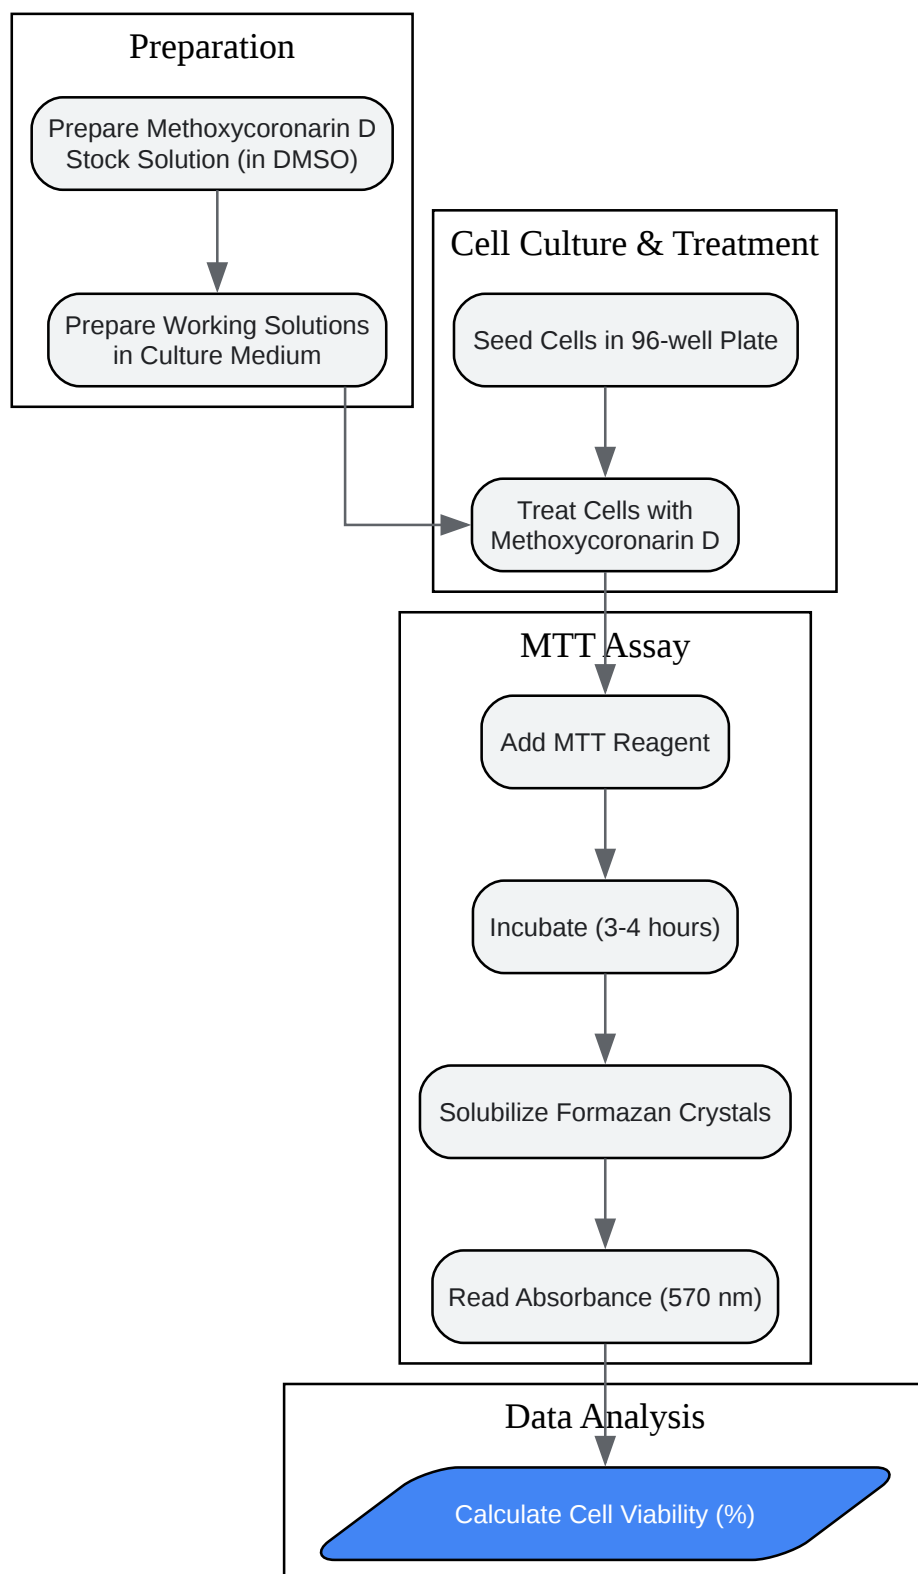 Preparation
Prepare Methoxycoronarin D
Stock Solution (in DMSO)
Prepare Working Solutions
in Culture Medium
Cell Culture & Treatment
Seed Cells in 96-well Plate
Treat Cells with
Methoxycoronarin D
MTT Assay
Add MTT Reagent
Incubate (3-4 hours)
Solubilize Formazan Crystals
Read Absorbance (570 nm)
Data Analysis
Calculate Cell Viability (%)